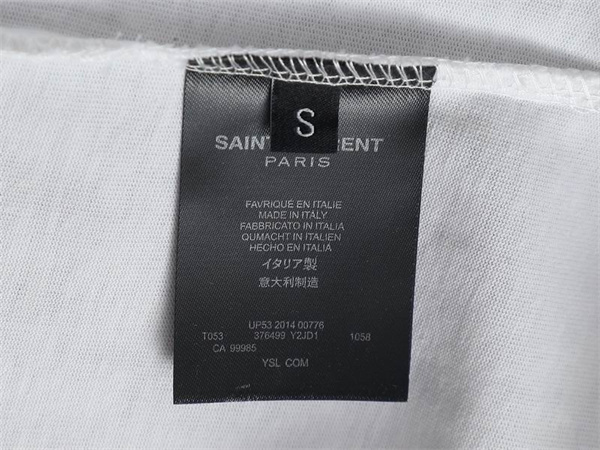 S
SAINT RENT
PARIS
FAVRIQUÉ EN ITALIE
MADE IN ITALY
FABBRICATO IN ITALIA
QUMACHT IN ITALIEN
HECHO EN ITALIA
イタリア製
意大利制造
UP53 2014 00776
T053 376499 Y2JD1 1058
CA 99985
YSL COM